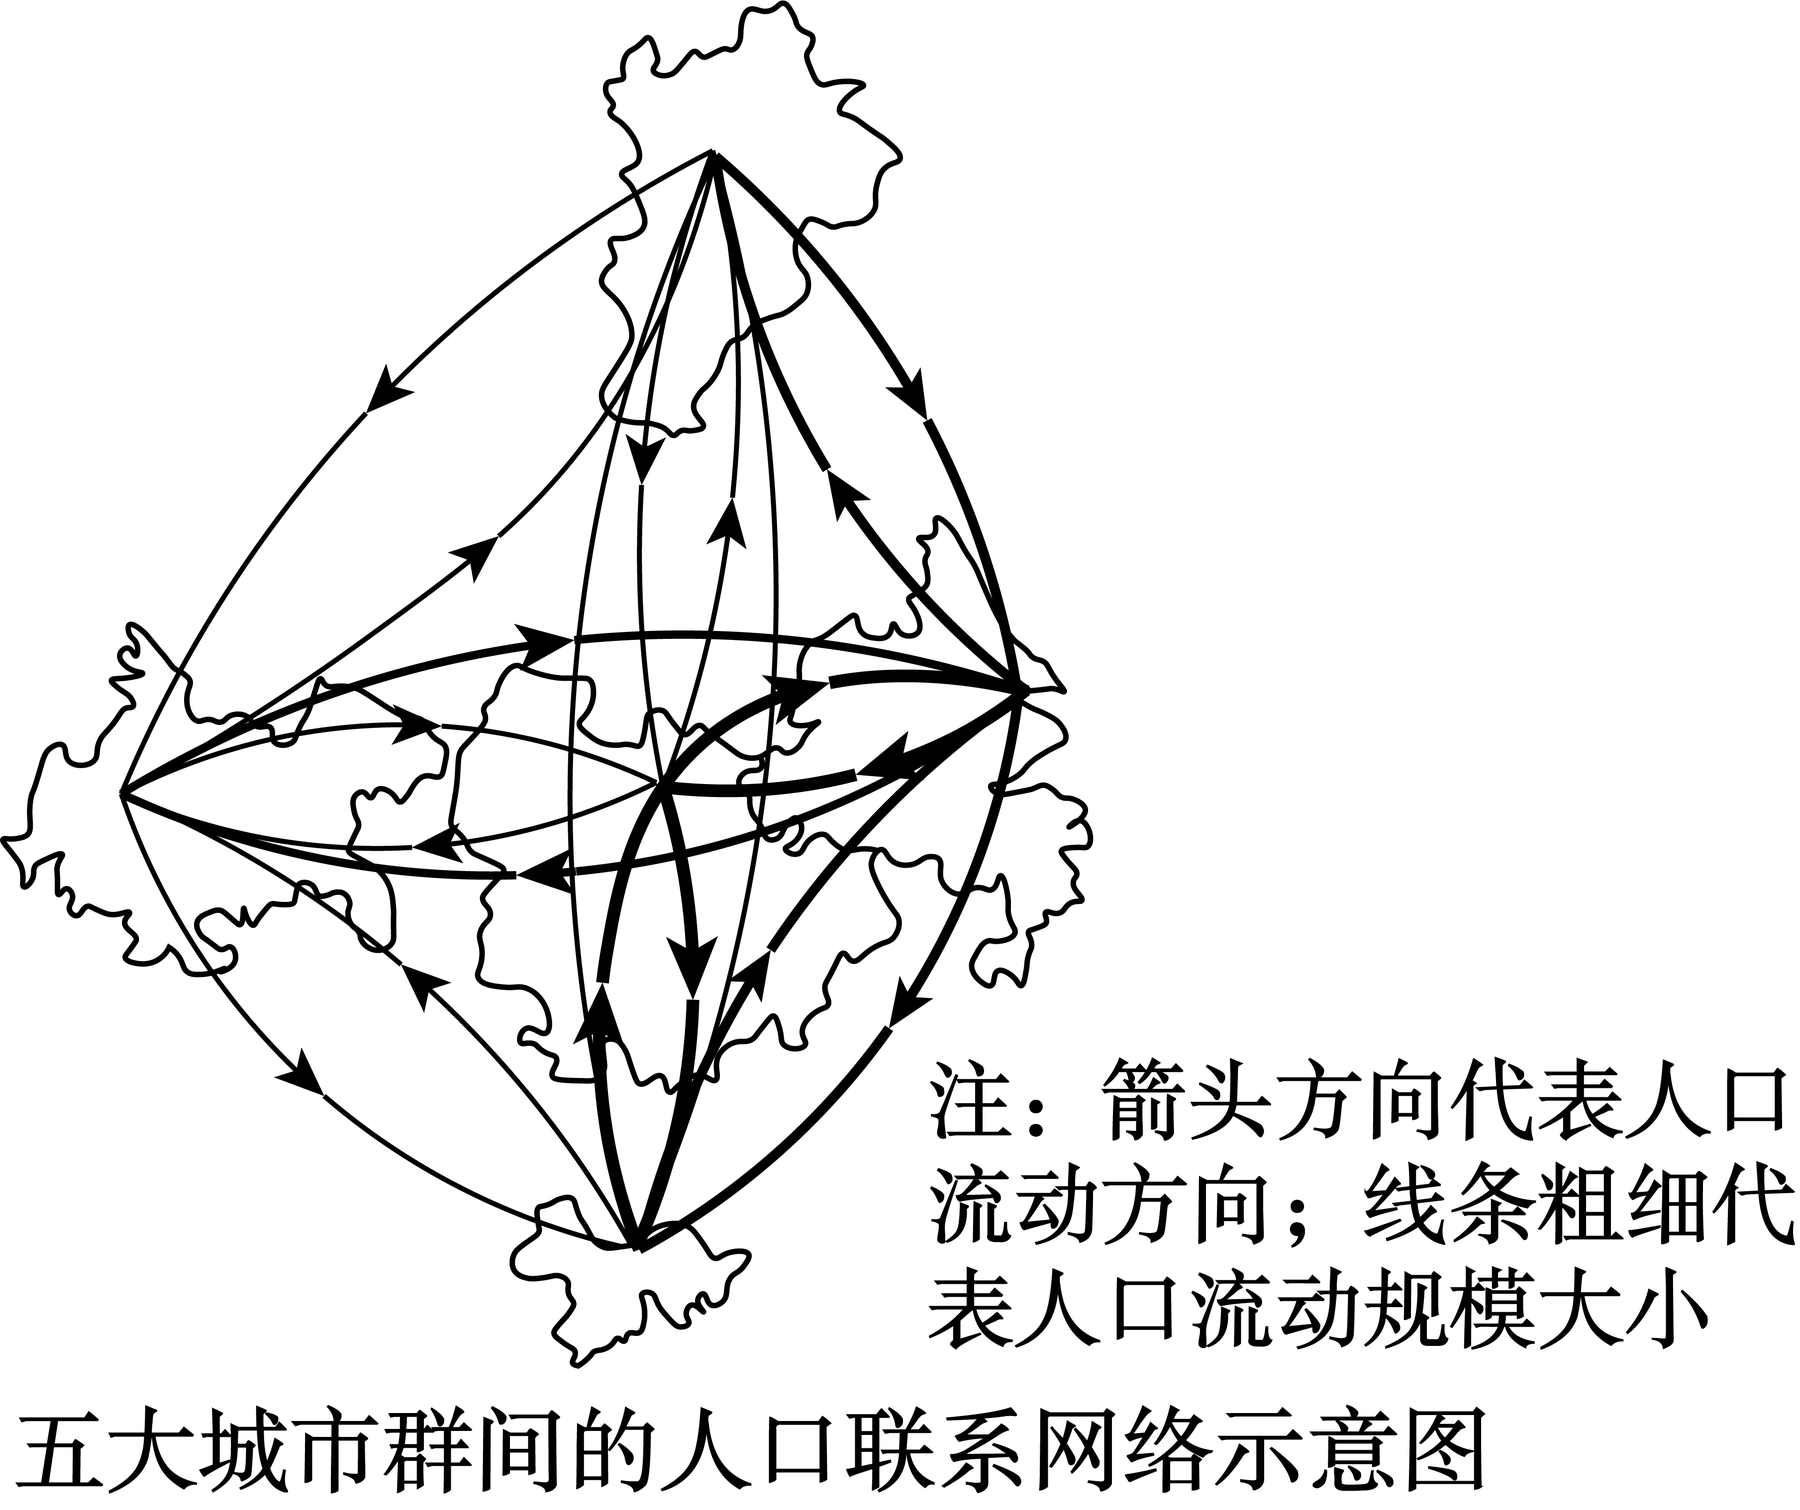 注：箭头方向代表人口
流动方向；线条粗细代
表人口流动规模大小
五大城市群间的人口联系网络示意图